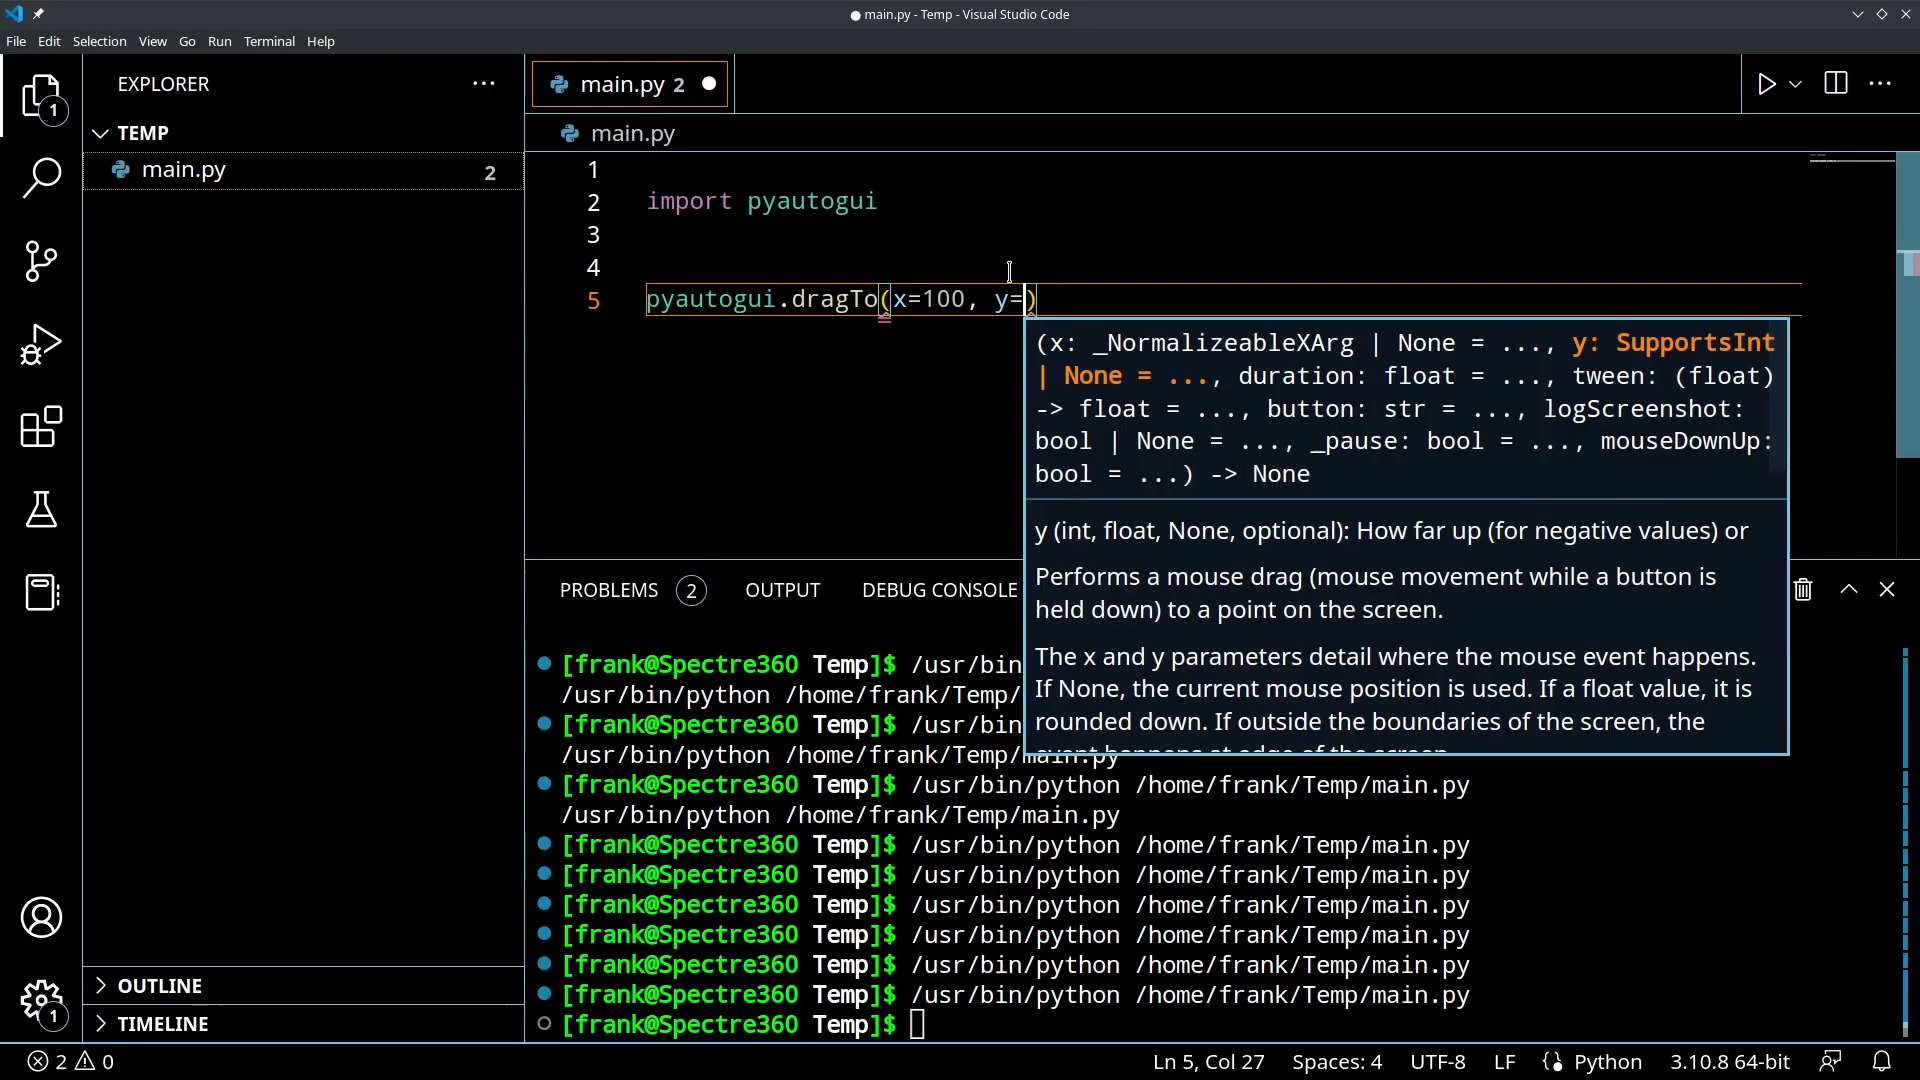 main.py - Temp - Visual Studio Code
File Edit Selection View Go Run Terminal Help
1
EXPLORER
TEMP
main.py 2
main.py 2
main.py
1
2 import pyautogui
3
4
5 pyautogui.dragTo(x=100, y=)
(x: _NormalizeableXArg | None = ..., y: SupportsInt
| None = ..., duration: float = ..., tween: (float)
-> float = ..., button: str = ..., logScreenshot:
bool | None = ..., _pause: bool = ..., mouseDownUp:
bool = ...) -> None
y (int, float, None, optional): How far up (for negative values) or
Performs a mouse drag (mouse movement while a button is
held down) to a point on the screen.
The x and y parameters detail where the mouse event happens.
If None, the current mouse position is used. If a float value, it is
rounded down. If outside the boundaries of the screen, the
event happens at edge of the screen.
PROBLEMS 2 OUTPUT DEBUG CONSOLE
[frank@Spectre360 Temp]$ /usr/bin
/usr/bin/python /home/frank/Temp/
[frank@Spectre360 Temp]$ /usr/bin
/usr/bin/python /home/frank/Temp/main.py
[frank@Spectre360 Temp]$ /usr/bin/python /home/frank/Temp/main.py
/usr/bin/python /home/frank/Temp/main.py
[frank@Spectre360 Temp]$ /usr/bin/python /home/frank/Temp/main.py
[frank@Spectre360 Temp]$ /usr/bin/python /home/frank/Temp/main.py
[frank@Spectre360 Temp]$ /usr/bin/python /home/frank/Temp/main.py
[frank@Spectre360 Temp]$ /usr/bin/python /home/frank/Temp/main.py
[frank@Spectre360 Temp]$ /usr/bin/python /home/frank/Temp/main.py
[frank@Spectre360 Temp]$ /usr/bin/python /home/frank/Temp/main.py
[frank@Spectre360 Temp]$
OUTLINE
TIMELINE
1
2 0 Ln 5, Col 27 Spaces: 4 UTF-8 LF Python 3.10.8 64-bit